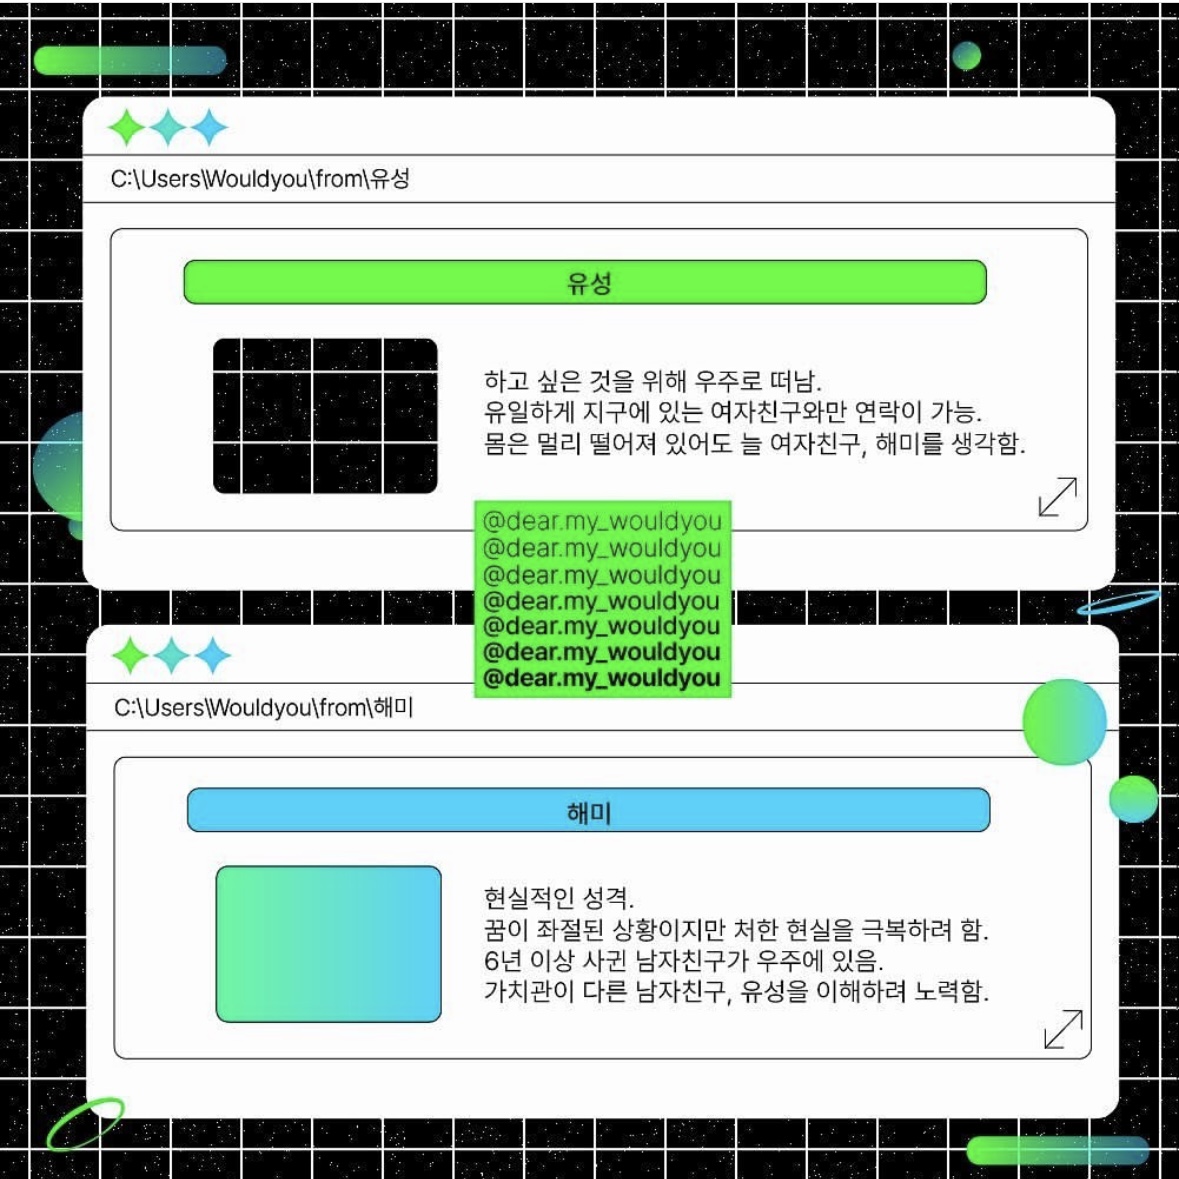 C:\Users\Wouldyou\from\유성
유성
하고 싶은 것을 위해 우주로 떠남.
유일하게 지구에 있는 여자친구와만 연락이 가능.
몸은 멀리 떨어져 있어도 늘 여자친구, 해미를 생각함.
@dear.my_wouldyou
@dear.my_wouldyou
@dear.my_wouldyou
@dear.my_wouldyou
@dear.my_wouldyou
@dear.my_wouldyou
@dear.my_wouldyou
C:\Users\Wouldyou\from\해미
해미
현실적인 성격.
꿈이 좌절된 상황이지만 처한 현실을 극복하려 함.
6년 이상 사귄 남자친구가 우주에 있음.
가치관이 다른 남자친구, 유성을 이해하려 노력함.